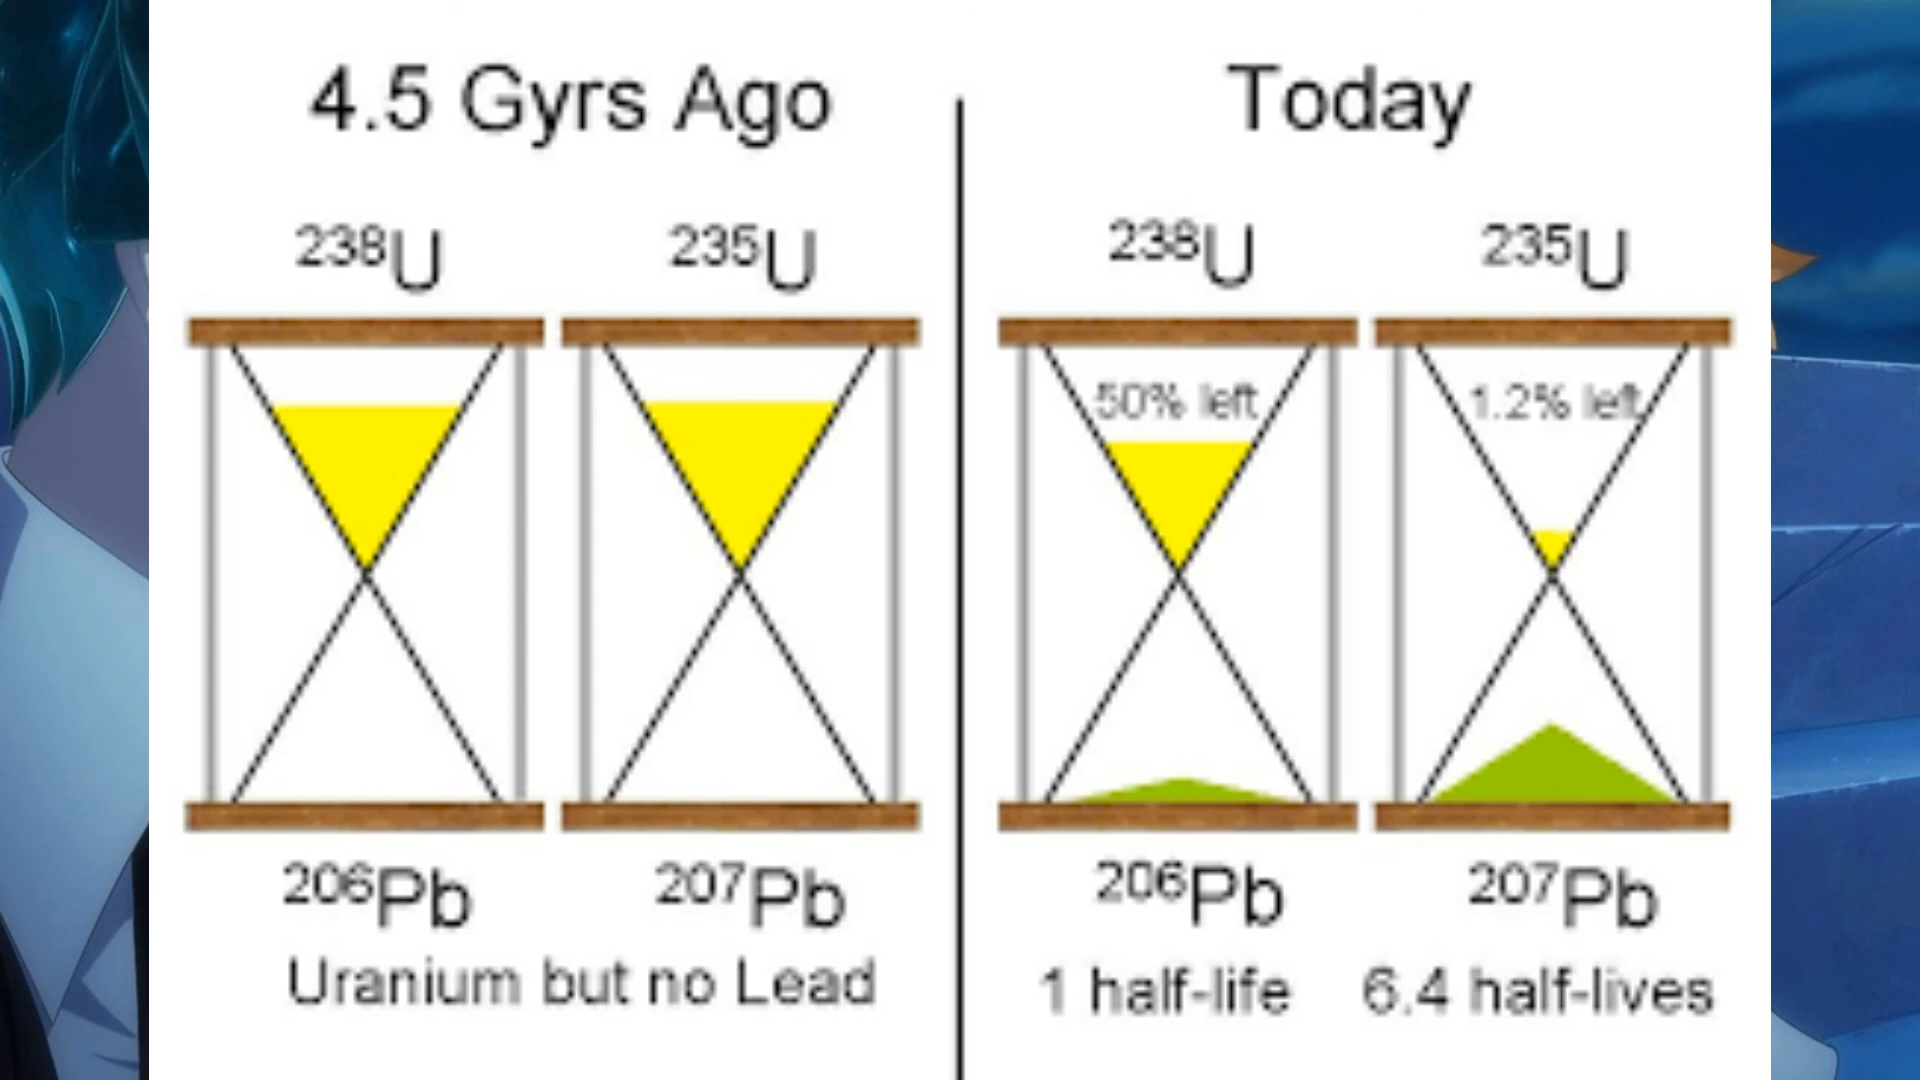 4.5 Gyrs Ago
²³⁸U ²³⁵U
²⁰⁶Pb ²⁰⁷Pb
Uranium but no Lead
Today
²³⁸U ²³⁵U
50% left 1.2% left
²⁰⁶Pb ²⁰⁷Pb
1 half-life 6.4 half-lives